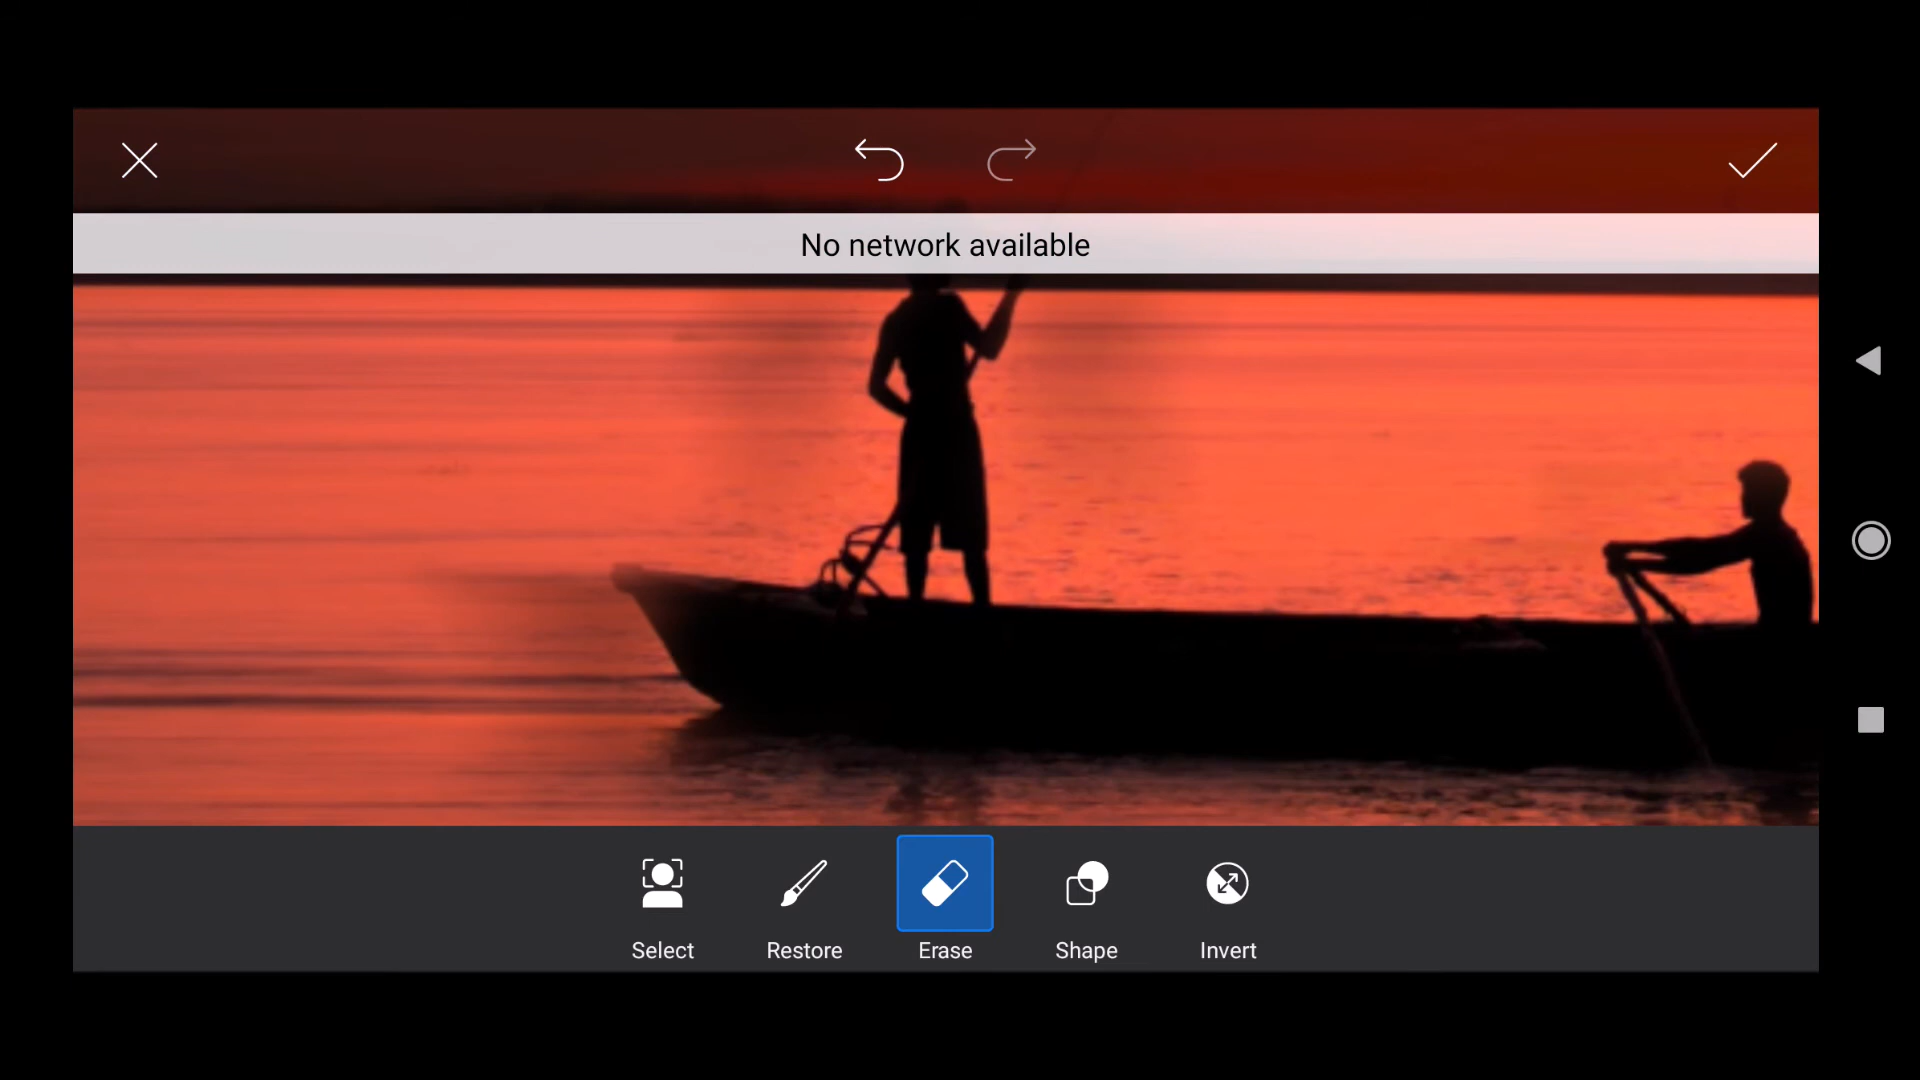 No network available
Select
Restore
Erase
Shape
Invert